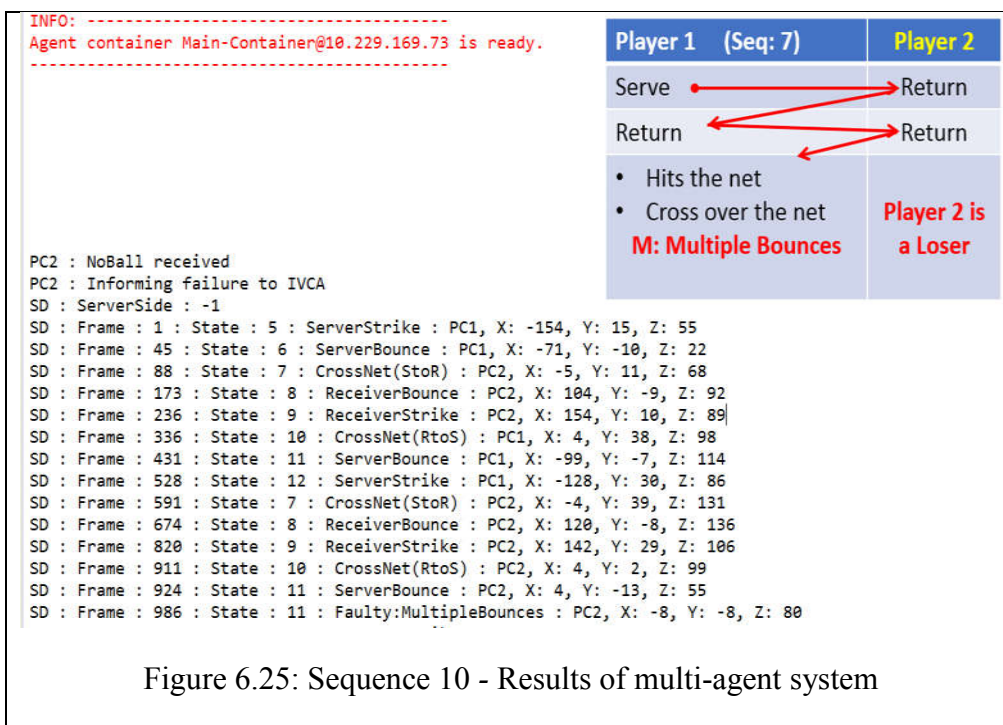 INFO: --------------------------------------
Agent container Main-Container@10.229.169.73 is ready.
--------------------------------------------
Player 1 (Seq: 7) Player 2
Serve Return
Return Return
• Hits the net
• Cross over the net
M: Multiple Bounces
Player 2 is
a Loser
PC2 : NoBall received
PC2 : Informing failure to IVCA
SD : ServerSide : -1
SD : Frame : 1 : State : 5 : ServerStrike : PC1, X: -154, Y: 15, Z: 55
SD : Frame : 45 : State : 6 : ServerBounce : PC1, X: -71, Y: -10, Z: 22
SD : Frame : 88 : State : 7 : CrossNet(StoR) : PC2, X: -5, Y: 11, Z: 68
SD : Frame : 173 : State : 8 : ReceiverBounce : PC2, X: 104, Y: -9, Z: 92
SD : Frame : 236 : State : 9 : ReceiverStrike : PC2, X: 154, Y: 10, Z: 89
SD : Frame : 336 : State : 10 : CrossNet(RtoS) : PC1, X: 4, Y: 38, Z: 98
SD : Frame : 431 : State : 11 : ServerBounce : PC1, X: -99, Y: -7, Z: 114
SD : Frame : 528 : State : 12 : ServerStrike : PC1, X: -128, Y: 30, Z: 86
SD : Frame : 591 : State : 7 : CrossNet(StoR) : PC2, X: -4, Y: 39, Z: 131
SD : Frame : 674 : State : 8 : ReceiverBounce : PC2, X: 120, Y: -8, Z: 136
SD : Frame : 820 : State : 9 : ReceiverStrike : PC2, X: 142, Y: 29, Z: 106
SD : Frame : 911 : State : 10 : CrossNet(RtoS) : PC2, X: 4, Y: 2, Z: 99
SD : Frame : 924 : State : 11 : ServerBounce : PC2, X: 4, Y: -13, Z: 55
SD : Frame : 986 : State : 11 : Faulty:MultipleBounces : PC2, X: -8, Y: -8, Z: 80
Figure 6.25: Sequence 10 - Results of multi-agent system